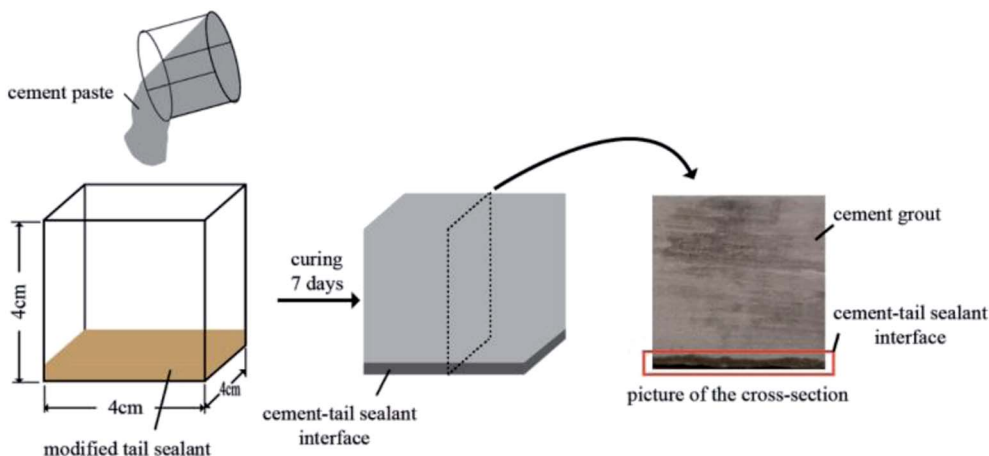 cement paste
4cm
4cm
4cm
modified tail sealant
curing
7 days
cement-tail sealant
interface
cement grout
cement-tail sealant
interface
picture of the cross-section